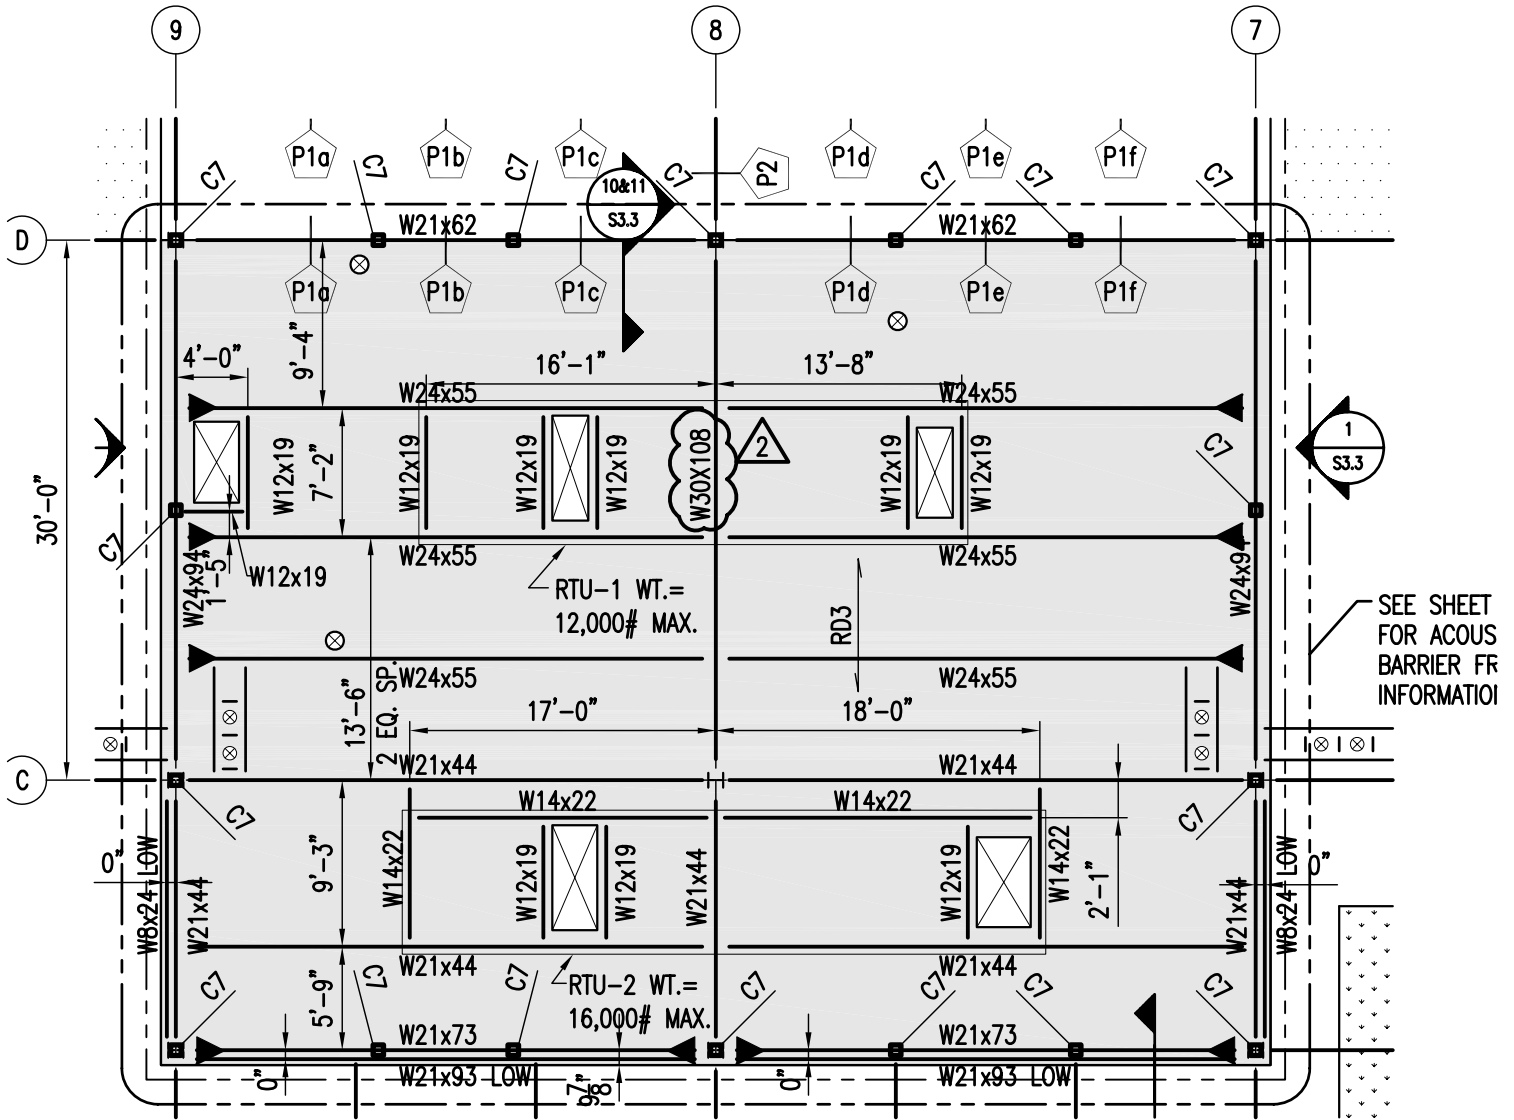 9
8
7
P1a
P1b
P1c
P2
P1d
P1e
P1f
C7
C7
C7
C7
C7
C7
C7
10&11
S3.3
D
W21x62
W21x62
P1a
P1b
P1c
P1d
P1e
P1f
9'-4"
4'-0"
16'-1"
13'-8"
W24x55
W24x55
W12x19
W12x19
W12x19
W12x19
W30X108
2
W12x19
W12x19
C7
1
S3.3
7'-2"
30'-0"
C7
W24x94
1'-5"
W12x19
W24x55
W24x55
W24x94
RTU-1 WT.=
12,000# MAX.
RD3
SEE SHEET
FOR ACOUS
BARRIER FR
INFORMATIO
W24x55
W24x55
13'-6"
2 EQ. SP.
17'-0"
18'-0"
C
W21x44
W21x44
C7
W14x22
W14x22
C7
0"
W8x24 LOW
W21x44
9'-3"
W14x22
W12x19
W12x19
W21x44
W12x19
W14x22
2'-1"
W21x44
W8x24 LOW
0"
W21x44
W21x44
C7
C7
C7
C7
C7
C7
C7
5'-9"
RTU-2 WT.=
16,000# MAX.
W21x73
W21x73
0"
W21x93 LOW
9 7/8"
0"
W21x93 LOW